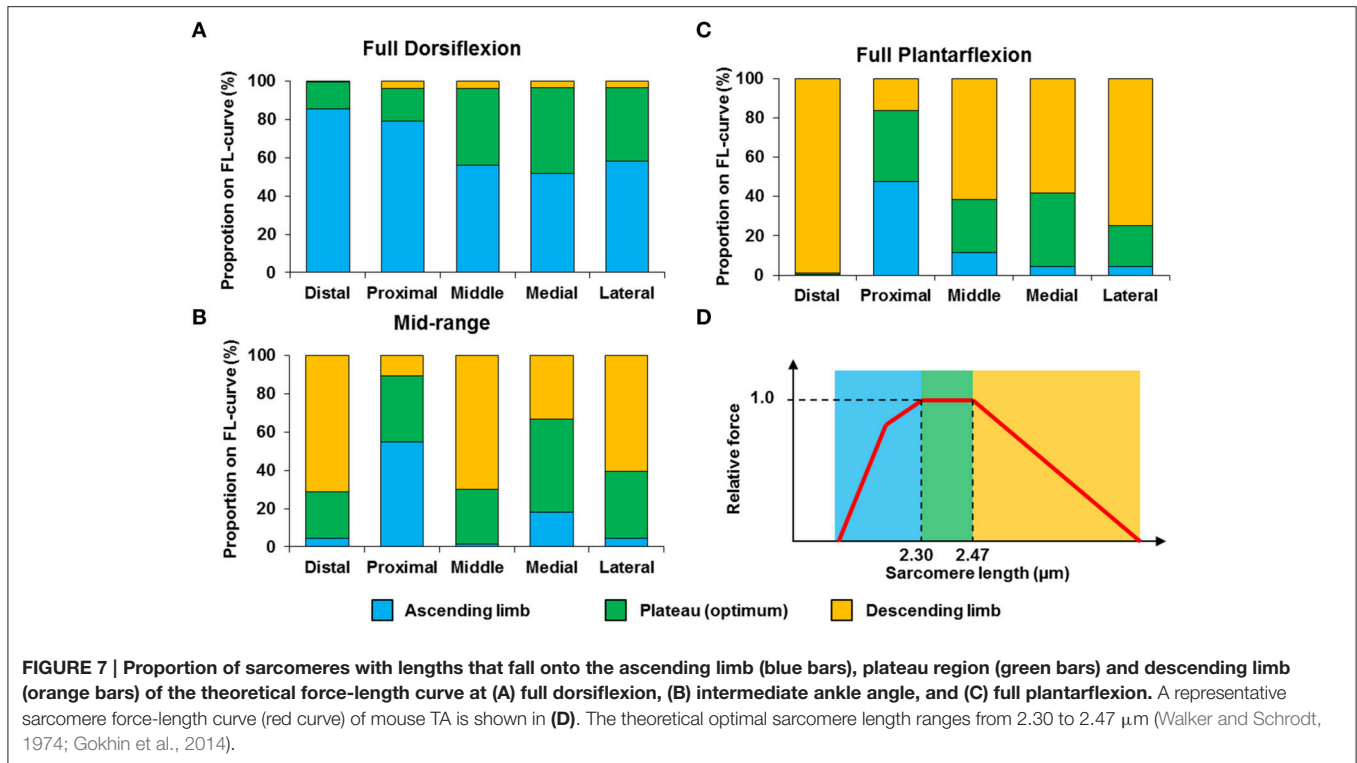 A
Full Dorsiflexion
Proprotion on FL-curve (%)
100
80
60
40
20
0
Distal Proximal Middle Medial Lateral
B
Mid-range
Proportion on FL-curve (%)
100
80
60
40
20
0
Distal Proximal Middle Medial Lateral
C
Full Plantarflexion
Proportion on FL-curve (%)
100
80
60
40
20
0
Distal Proximal Middle Medial Lateral
D
Relative force
1.0
2.30 2.47
Sarcomere length (µm)
Ascending limb Plateau (optimum) Descending limb
FIGURE 7 | Proportion of sarcomeres with lengths that fall onto the ascending limb (blue bars), plateau region (green bars) and descending limb
(orange bars) of the theoretical force-length curve at (A) full dorsiflexion, (B) intermediate ankle angle, and (C) full plantarflexion. A representative
sarcomere force-length curve (red curve) of mouse TA is shown in (D). The theoretical optimal sarcomere length ranges from 2.30 to 2.47 µm (Walker and Schrodt,
1974; Gokhin et al., 2014).